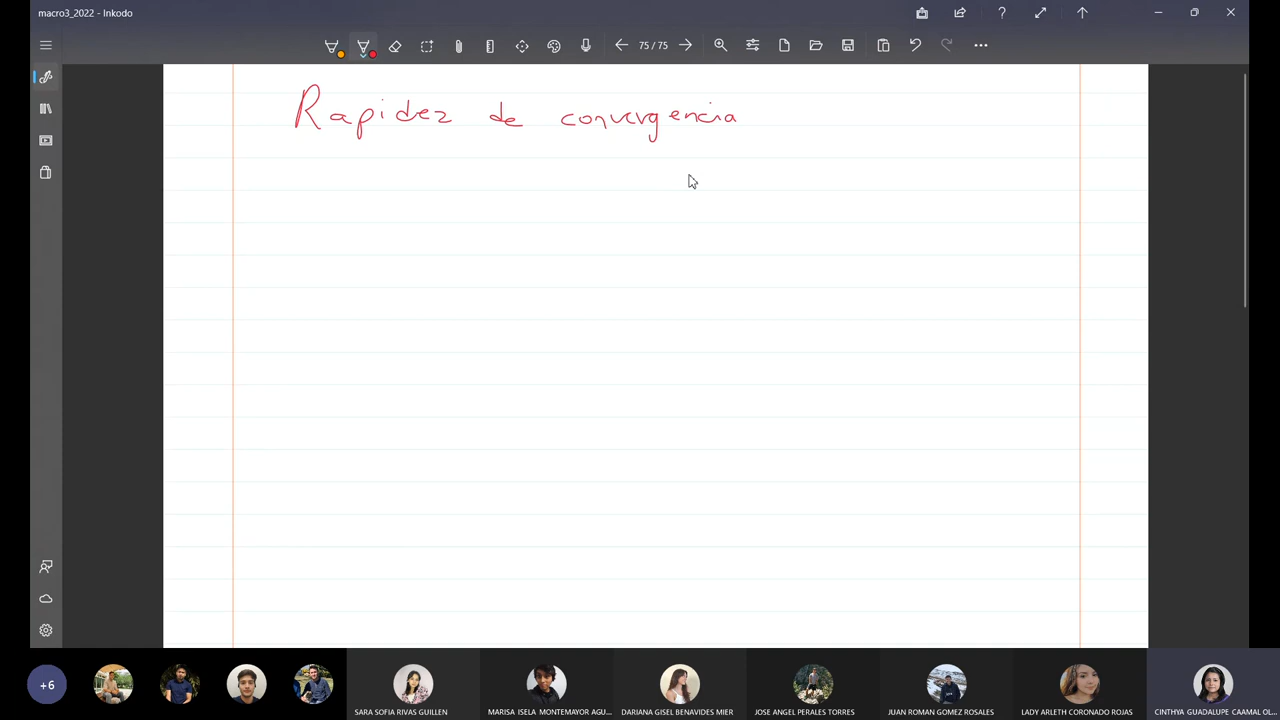 macro3_2022 - Inkodo
75 / 75
Rapidez de convergencia
+6
SARA SOFIA RIVAS GUILLEN
MARISA ISELA MONTEMAYOR AGU...
DARIANA GISEL BENAVIDES MIER
JOSE ANGEL PERALES TORRES
JUAN ROMAN GOMEZ ROSALES
LADY ARLETH CORONADO ROJAS
CINTHYA GUADALUPE CAAMAL OL...